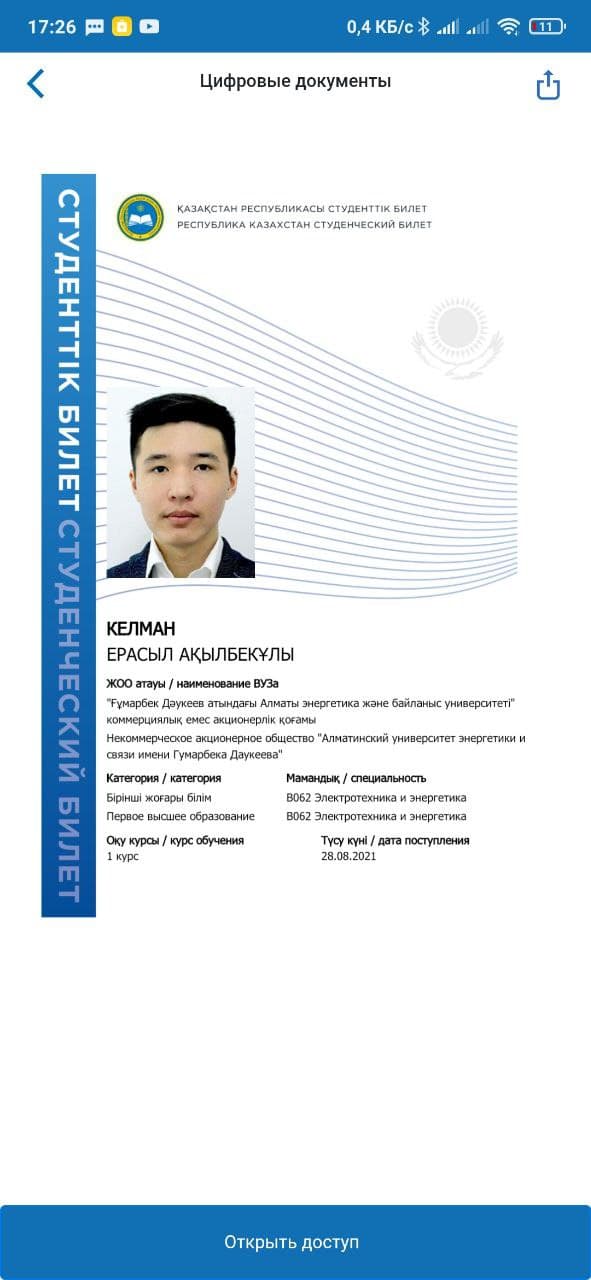 17:26
0,4 КБ/с
11
Цифровые документы
СТУДЕНТТІК БИЛЕТ СТУДЕНЧЕСКИЙ БИЛЕТ
ҚАЗАҚСТАН РЕСПУБЛИКАСЫ СТУДЕНТТІК БИЛЕТ
РЕСПУБЛИКА КАЗАХСТАН СТУДЕНЧЕСКИЙ БИЛЕТ
КЕЛМАН
ЕРАСЫЛ АҚЫЛБЕКҰЛЫ
ЖОО атауы / наименование ВУЗа
"Ғұмарбек Дәукеев атындағы Алматы энергетика және байланыс университеті"
коммерциялық емес акционерлік қоғамы
Некоммерческое акционерное общество "Алматинский университет энергетики и
связи имени Гумарбека Даукеева"
Категория / категория
Мамандық / специальность
Бірінші жоғары білім
B062 Электротехника и энергетика
Первое высшее образование
B062 Электротехника и энергетика
Оқу курсы / курс обучения
Түсу күні / дата поступления
1 курс
28.08.2021
Открыть доступ